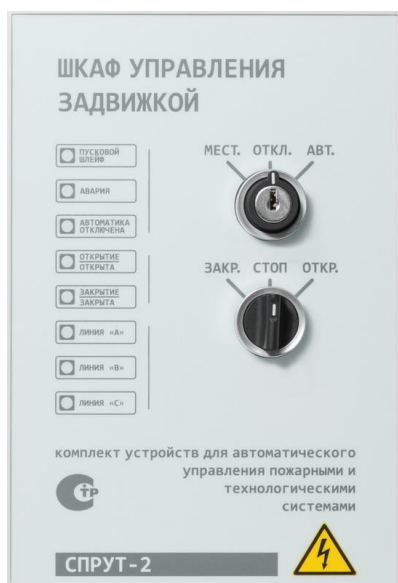 ШКАФ УПРАВЛЕНИЯ
ЗАДВИЖКОЙ
ПУСКОВОЙ
ШЛЕЙФ
АВАРИЯ
АВТОМАТИКА
ОТКЛЮЧЕНА
ОТКРЫТИЕ
ОТКРЫТА
ЗАКРЫТИЕ
ЗАКРЫТА
ЛИНИЯ «А»
ЛИНИЯ «В»
ЛИНИЯ «С»
МЕСТ. ОТКЛ. АВТ.
ЗАКР. СТОП ОТКР.
комплект устройств для автоматического
управления пожарными и
технологическими
системами
СТР
СПРУТ-2